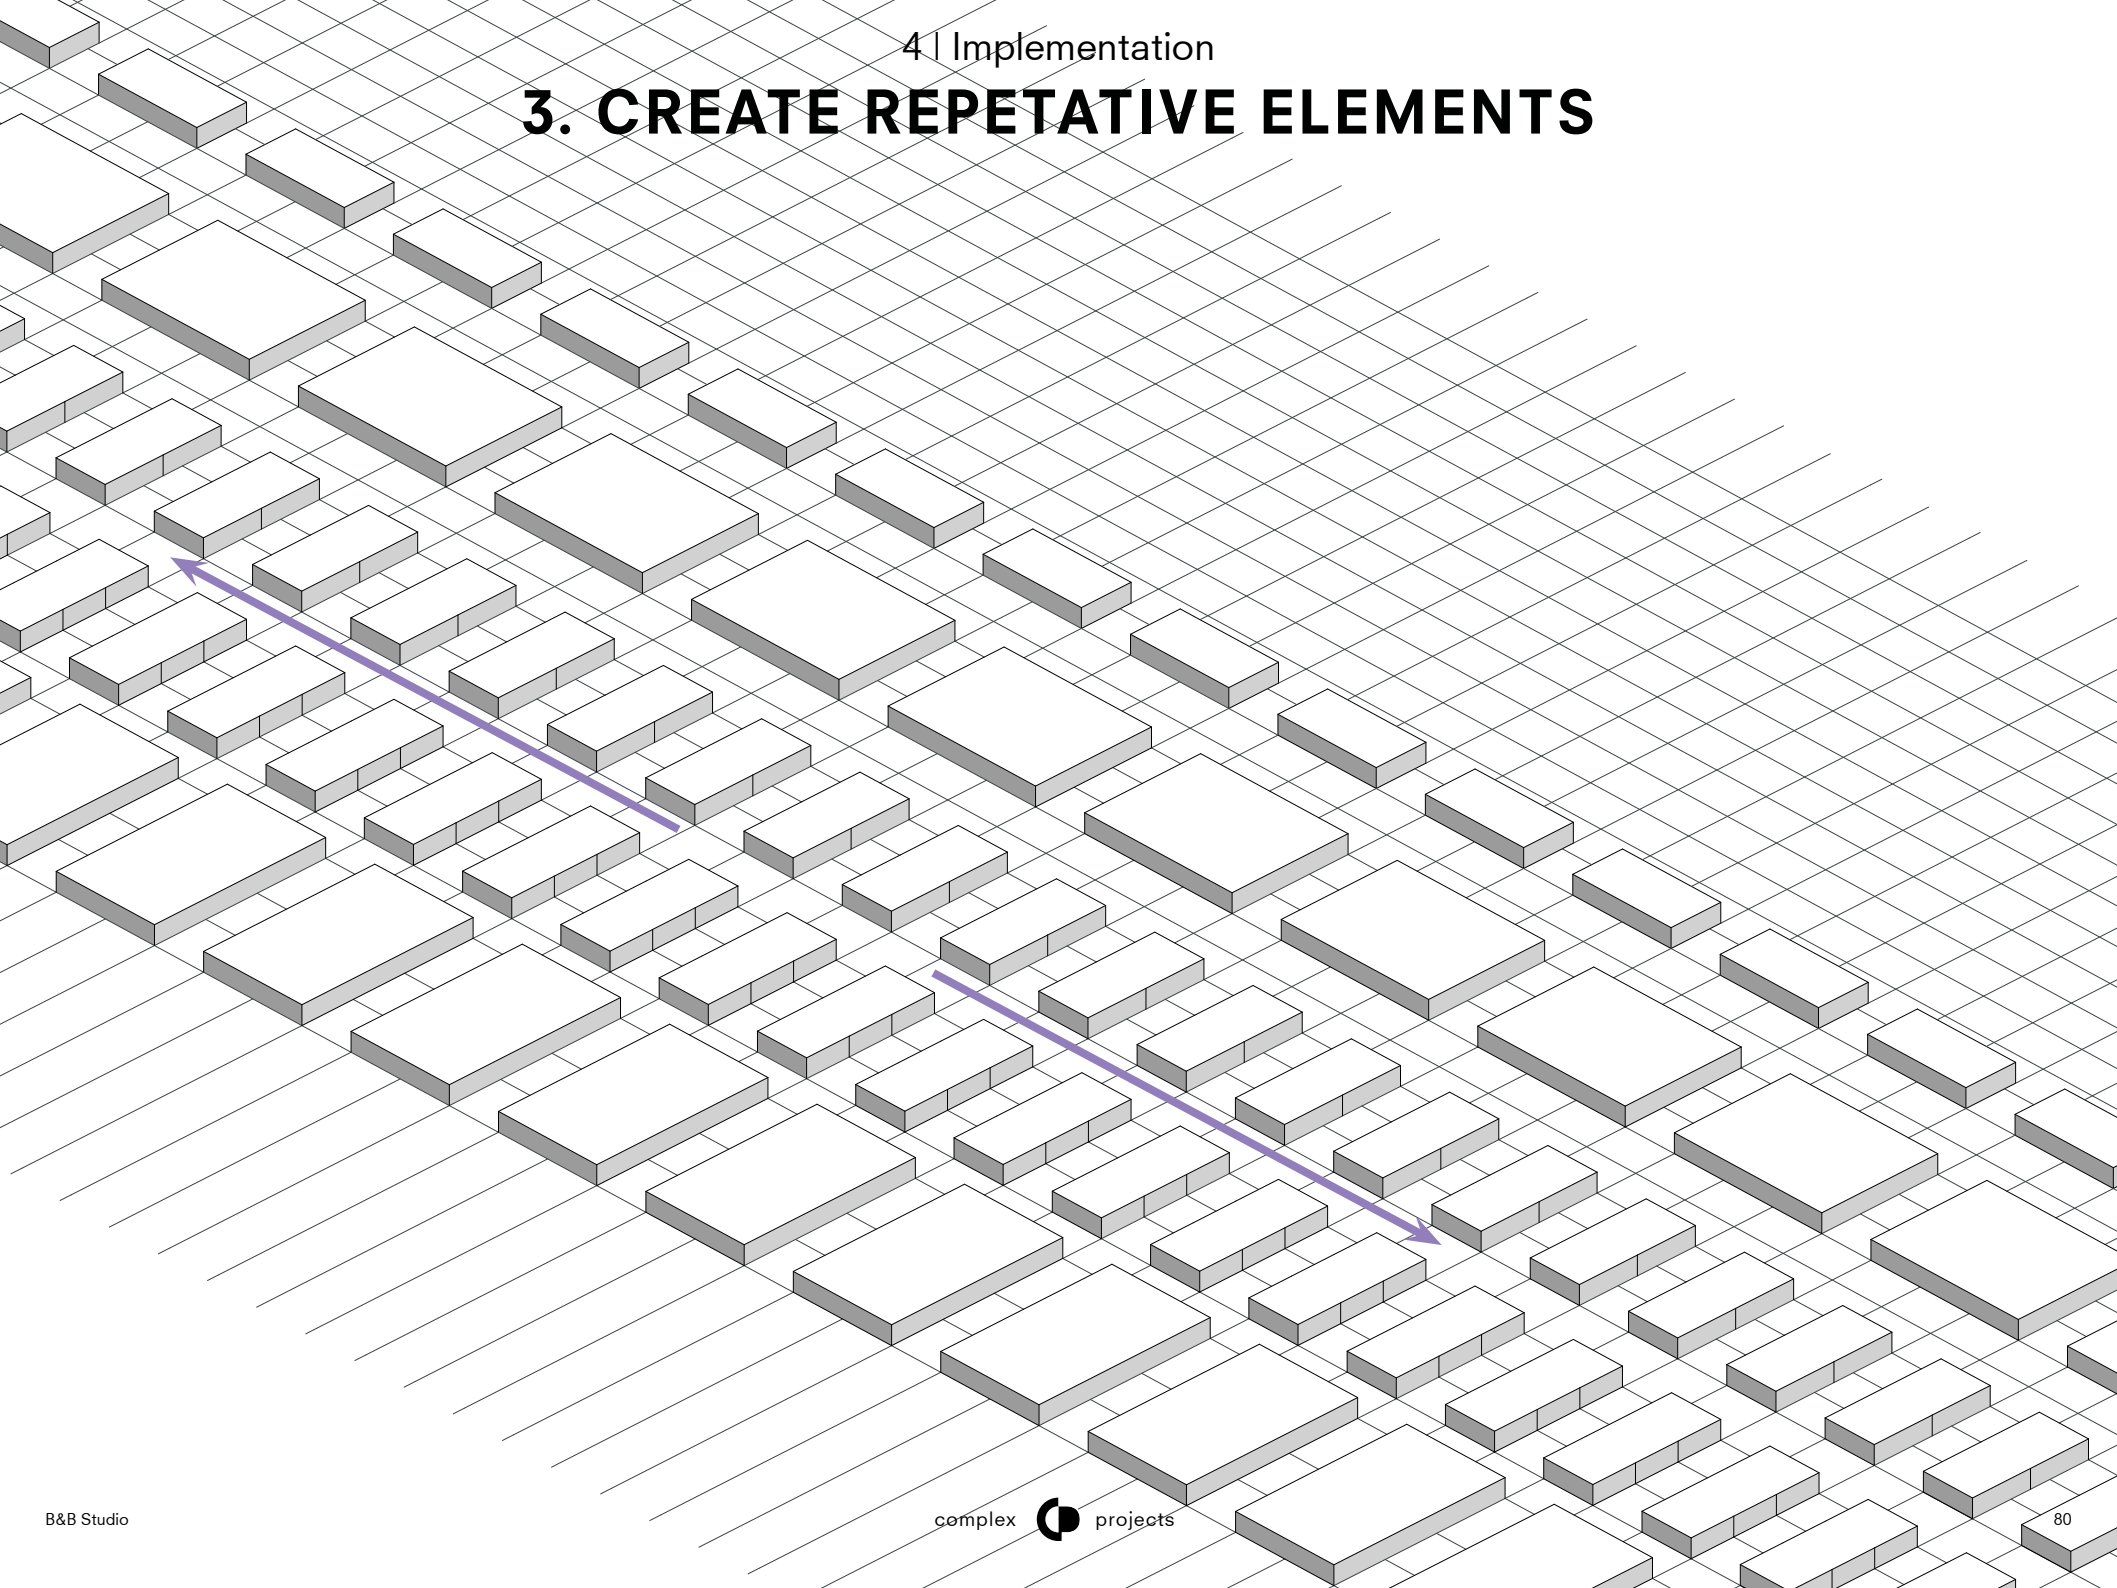 4 | Implementation
3. CREATE REPETATIVE ELEMENTS
B&B Studio
complex projects
80